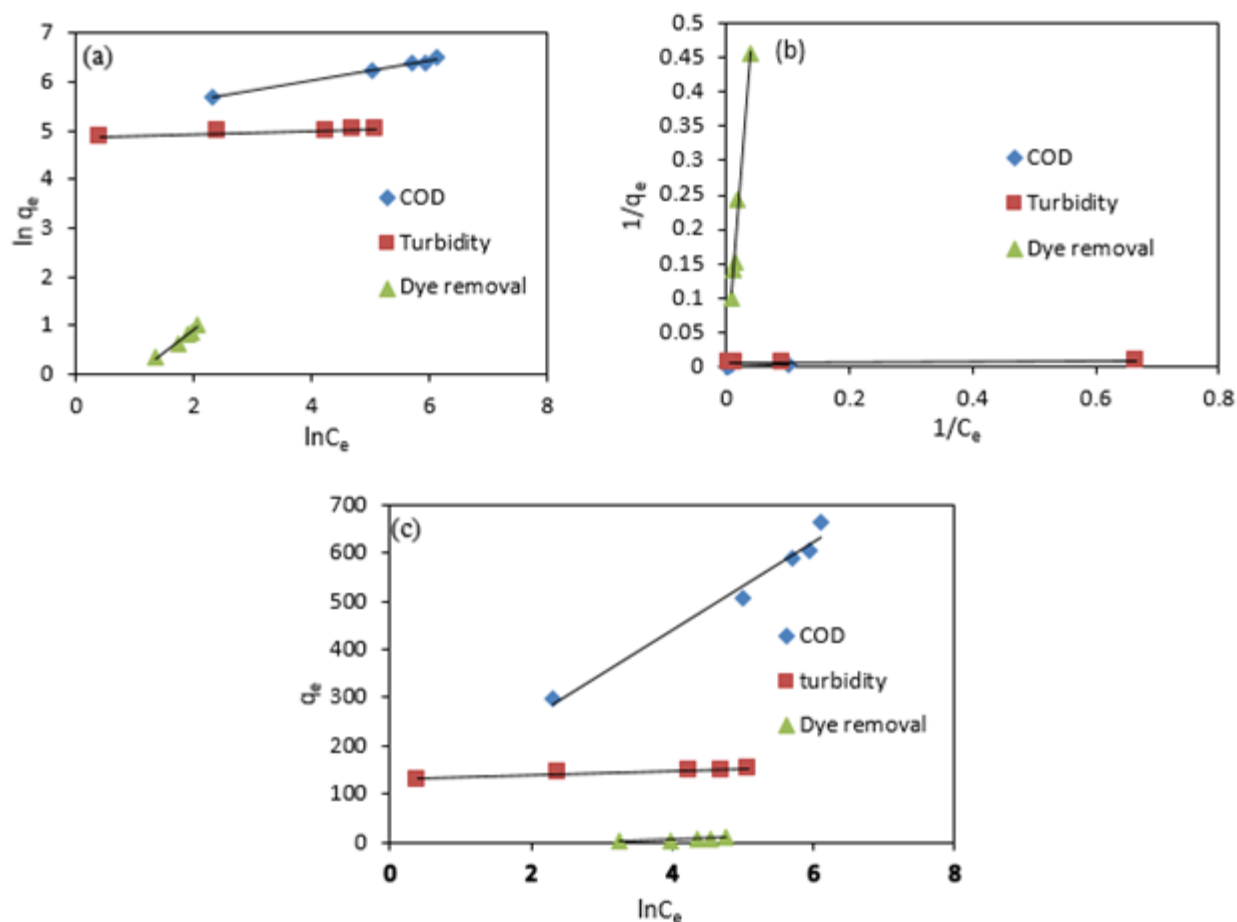 (a)
7
6
5
4
3
2
1
0
0 2 4 6 8
ln qe
lnCe
COD
Turbidity
Dye removal
(b)
0.5
0.45
0.4
0.35
0.3
0.25
0.2
0.15
0.1
0.05
0
0 0.2 0.4 0.6 0.8
1/qe
1/Ce
COD
Turbidity
Dye removal
(c)
700
600
500
400
300
200
100
0
0 2 4 6 8
qe
lnCe
COD
turbidity
Dye removal